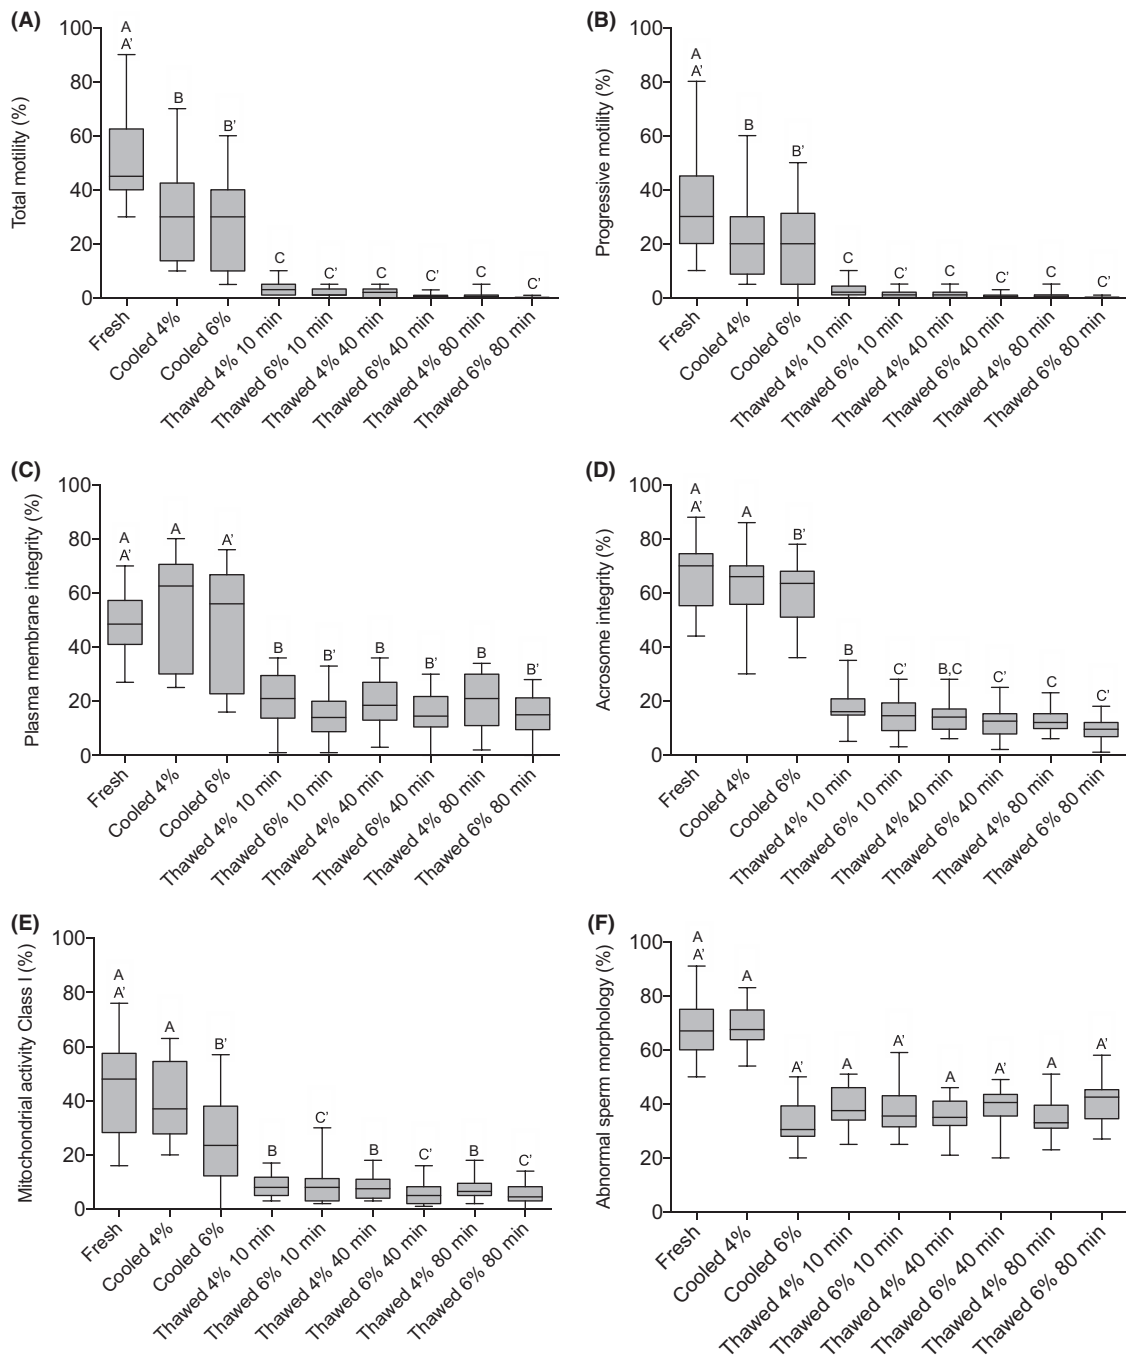 (A)
Total motility (%)
100
80
60
40
20
0
A
A’
B
B’
C
C’
C
C’
C
C’
Fresh
Cooled 4%
Cooled 6%
Thawed 4% 10 min
Thawed 6% 10 min
Thawed 4% 40 min
Thawed 6% 40 min
Thawed 4% 80 min
Thawed 6% 80 min
(B)
Progressive motility (%)
100
80
60
40
20
0
A
A’
B
B’
C
C’
C
C’
C
C’
Fresh
Cooled 4%
Cooled 6%
Thawed 4% 10 min
Thawed 6% 10 min
Thawed 4% 40 min
Thawed 6% 40 min
Thawed 4% 80 min
Thawed 6% 80 min
(C)
Plasma membrane integrity (%)
100
80
60
40
20
0
A
A’
A
A’
B
B’
B
B’
B
B’
Fresh
Cooled 4%
Cooled 6%
Thawed 4% 10 min
Thawed 6% 10 min
Thawed 4% 40 min
Thawed 6% 40 min
Thawed 4% 80 min
Thawed 6% 80 min
(D)
Acrosome integrity (%)
100
80
60
40
20
0
A
A’
A
B’
B
C’
B,C
C’
C
C’
Fresh
Cooled 4%
Cooled 6%
Thawed 4% 10 min
Thawed 6% 10 min
Thawed 4% 40 min
Thawed 6% 40 min
Thawed 4% 80 min
Thawed 6% 80 min
(E)
Mitochondrial activity Class I (%)
100
80
60
40
20
0
A
A’
A
B’
B
C’
B
C’
B
C’
Fresh
Cooled 4%
Cooled 6%
Thawed 4% 10 min
Thawed 6% 10 min
Thawed 4% 40 min
Thawed 6% 40 min
Thawed 4% 80 min
Thawed 6% 80 min
(F)
Abnormal sperm morphology (%)
100
80
60
40
20
0
A
A’
A
A’
A
A’
A
A’
A
A’
Fresh
Cooled 4%
Cooled 6%
Thawed 4% 10 min
Thawed 6% 10 min
Thawed 4% 40 min
Thawed 6% 40 min
Thawed 4% 80 min
Thawed 6% 80 min